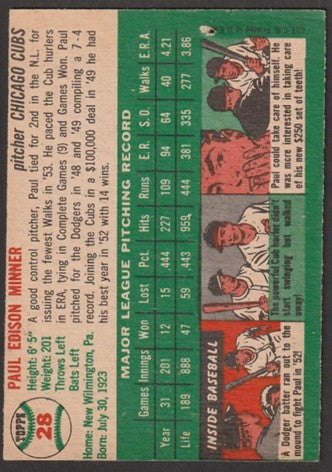 TOPPS
28
PAUL EDISON MINNER
pitcher CHICAGO CUBS
Height: 6' 5"
Weight: 201
Throws Left
Bats Left
Home: New Wilmington, Pa.
Born: July 30, 1923
A good control pitcher, Paul tied for 2nd in the N.L. for
issuing the fewest Walks in '53. He paced the Cub hurlers
in ERA, tying in Complete Games (9) and Games Won. Paul
pitched for the Dodgers in '48 and '49 compiling a 7-4
record. Joining the Cubs in a $100,000 deal in '49 he had
his best year in '52 with 14 wins.
MAJOR LEAGUE PITCHING RECORD
Games Innings Won Lost Pct. Hits Runs E.R. S.O. Walks E.R.A.
Year 31 201 12 15 .444 227 109 94 64 40 4.21
Life 189 888 47 59 .443 968 444 381 335 277 3.86
INSIDE BASEBALL
A Dodger batter ran out to the
mound to fight Paul in '52!
The powerful Cub hurler didn't
start swinging but walked
away!
Paul could take care of himself. He
was more interested in taking care
of his new $250 set of teeth!